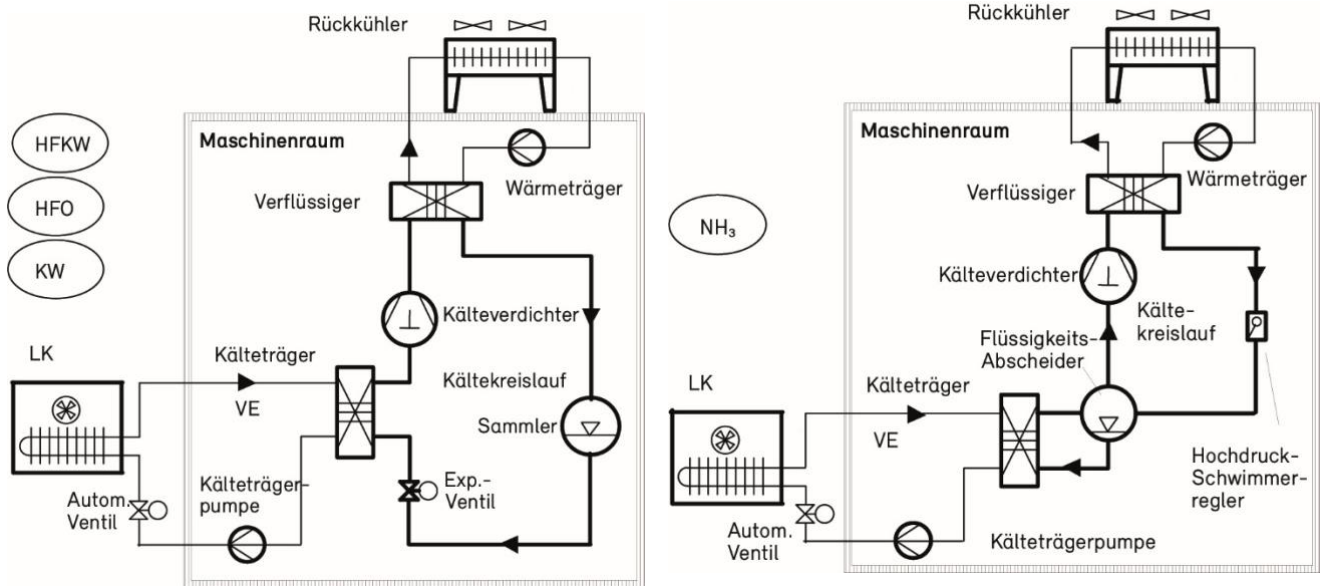 Rückkühler
HFKW
HFO
KW
Maschinenraum
Wärmeträger
Verflüssiger
Kälteverdichter
LK
Kälteträger
VE
Kältekreislauf
Sammler
Autom.
Ventil
Kälteträger-
pumpe
Exp.-
Ventil
Rückkühler
NH₃
Maschinenraum
Wärmeträger
Verflüssiger
Kälteverdichter
Kälte-
kreislauf
Flüssigkeits-
Abscheider
LK
Kälteträger
VE
Hochdruck-
Schwimmer-
regler
Autom.
Ventil
Kälteträgerpumpe